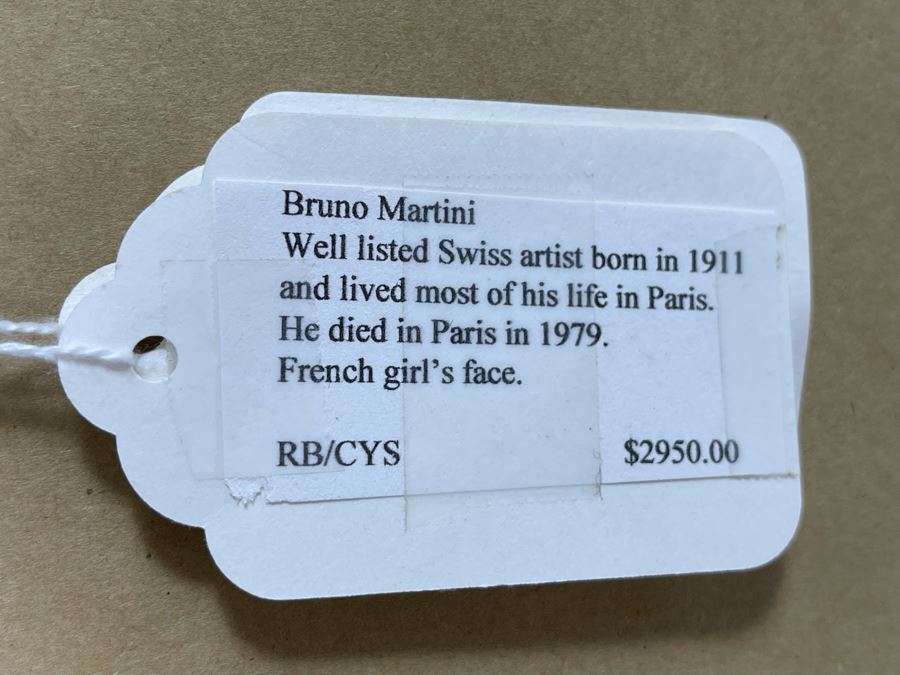 Bruno Martini
Well listed Swiss artist born in 1911
and lived most of his life in Paris.
He died in Paris in 1979.
French girl’s face.
RB/CYS $2950.00